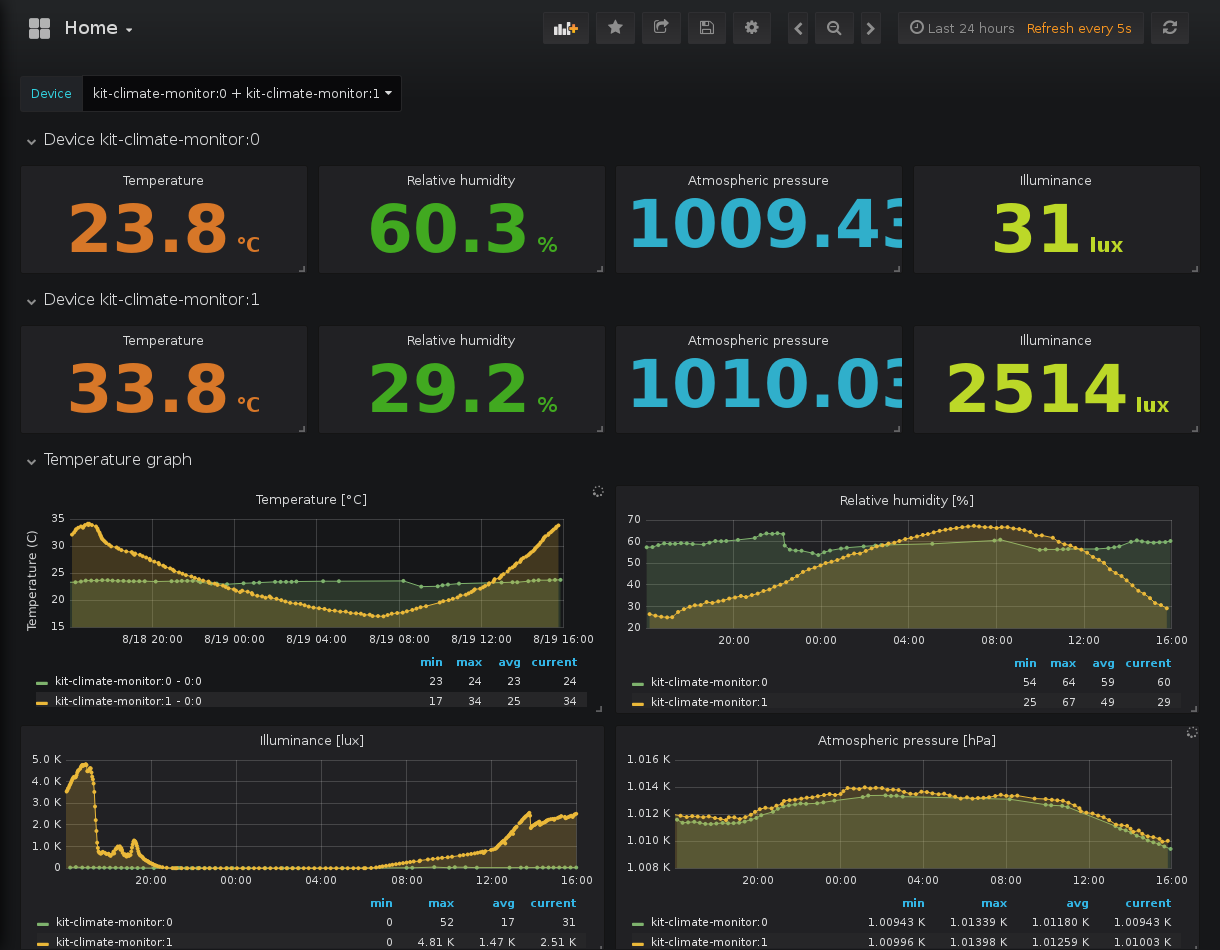 Home
Last 24 hours Refresh every 5s
Device kit-climate-monitor:0 + kit-climate-monitor:1
Device kit-climate-monitor:0
Temperature Relative humidity Atmospheric pressure Illuminance
23.8 °C 60.3 % 1009.43 31 lux
Device kit-climate-monitor:1
Temperature Relative humidity Atmospheric pressure Illuminance
33.8 °C 29.2 % 1010.03 2514 lux
Temperature graph
Temperature [°C]
Temperature (C)
35
30
25
20
15
8/18 20:00 8/19 00:00 8/19 04:00 8/19 08:00 8/19 12:00 8/19 16:00
min max avg current
kit-climate-monitor:0 - 0:0 23 24 23 24
kit-climate-monitor:1 - 0:0 17 34 25 34
Relative humidity [%]
70
60
50
40
30
20
20:00 00:00 04:00 08:00 12:00 16:00
min max avg current
kit-climate-monitor:0 54 64 59 60
kit-climate-monitor:1 25 67 49 29
Illuminance [lux]
5.0 K
4.0 K
3.0 K
2.0 K
1.0 K
0
20:00 00:00 04:00 08:00 12:00 16:00
min max avg current
kit-climate-monitor:0 0 52 17 31
kit-climate-monitor:1 0 4.81 K 1.47 K 2.51 K
Atmospheric pressure [hPa]
1.016 K
1.014 K
1.012 K
1.010 K
1.008 K
20:00 00:00 04:00 08:00 12:00 16:00
min max avg current
kit-climate-monitor:0 1.00943 K 1.01339 K 1.01180 K 1.00943 K
kit-climate-monitor:1 1.00996 K 1.01398 K 1.01259 K 1.01003 K